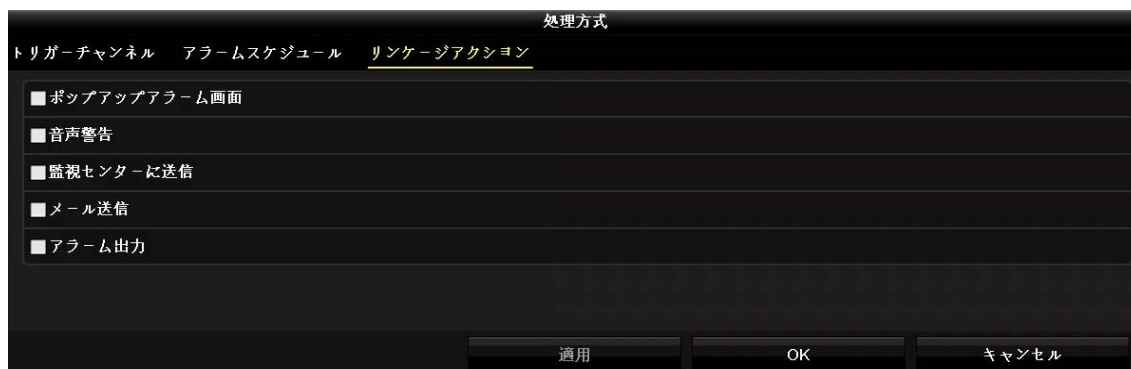 処理方式
トリガーチャンネル アラームスケジュール リンケージアクション
ポップアップアラーム画面
音声警告
監視センターに送信
メール送信
アラーム出力
適用 OK キャンセル